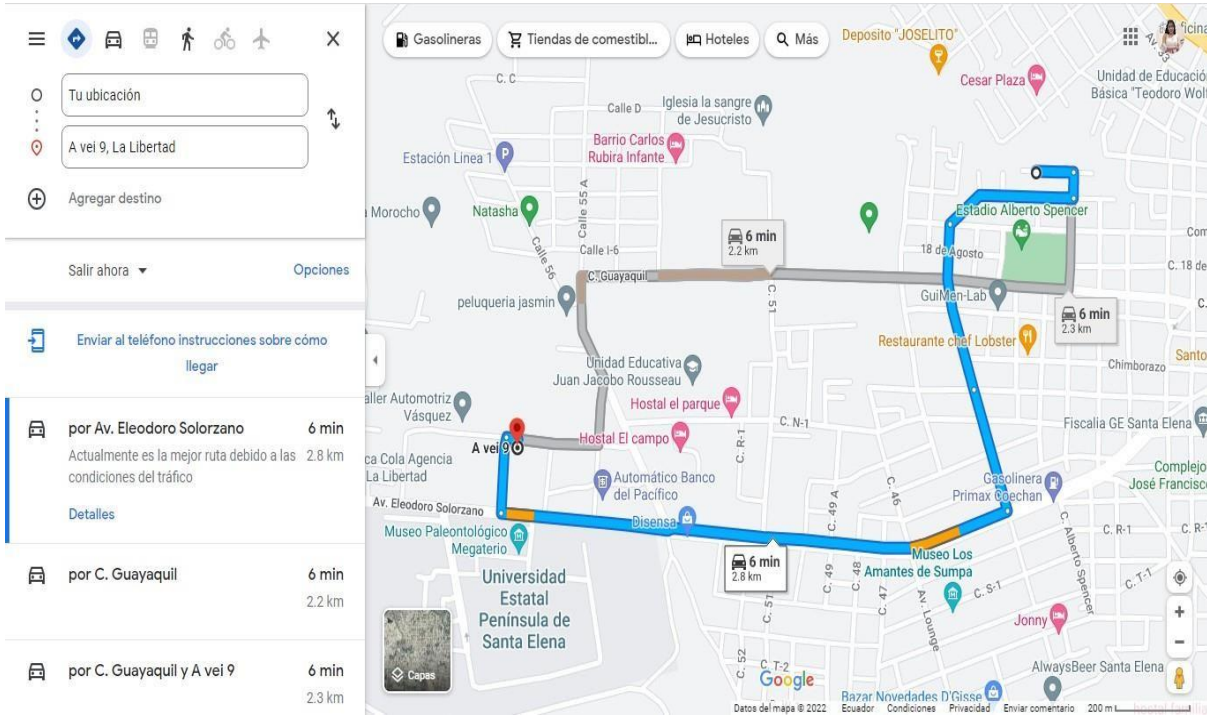 Tu ubicación
A vei 9, La Libertad
Agregar destino
Salir ahora
Opciones
Enviar al teléfono instrucciones sobre cómo
llegar
por Av. Eleodoro Solorzano
6 min
Actualmente es la mejor ruta debido a las
condiciones del tráfico
2.8 km
Detalles
por C. Guayaquil
6 min
2.2 km
por C. Guayaquil y A vei 9
6 min
2.3 km
Gasolineras
Tiendas de comestibl...
Hoteles
Más
Deposito "JOSELITO"
Cesar Plaza
Av. 33
Unidad de Educació
Básica "Teodoro Wolf
C. C
Calle D
Iglesia la sangre
de Jesucristo
Barrio Carlos
Rubira Infante
Estación Linea 1
P
Morocho
Natasha
Calle 55 A
Calle 56
Calle I-6
6 min
2.2 km
Estadio Alberto Spencer
18 de Agosto
Com
C. 18 de
C. Guayaquil
C. 51
peluqueria jasmin
GuiMen-Lab
6 min
2.3 km
Restaurante chef Lobster
Chimborazo
Santo
Unidad Educativa
Juan Jacobo Rousseau
aller Automotriz
Vásquez
Hostal el parque
C. N-1
C. R-1
Fiscalia GE Santa Elena
A vei 9
Hostal El campo
ca Cola Agencia
La Libertad
Automático Banco
del Pacífico
C. 46
Gasolinera
Primax Coechan
Complejo
José Francisc
Av. Eleodoro Solorzano
Disensa
C. 49 A
C. R-1
C. R-1
Museo Paleontológico
Megaterio
6 min
2.8 km
C. 49
C. 48
C. 47
Museo Los
Amantes de Sumpa
C. Alberto Spencer
Universidad
Estatal
Península de
Santa Elena
C. 51
C. S-1
C. T-1
Av. Lounge
Jonny
Capas
C. 52
C. T-2
Google
AlwaysBeer Santa Elena
Bazar Novedades D'Gisse
Datos del mapa © 2022
Ecuador
Condiciones
Privacidad
Enviar comentario
200 m